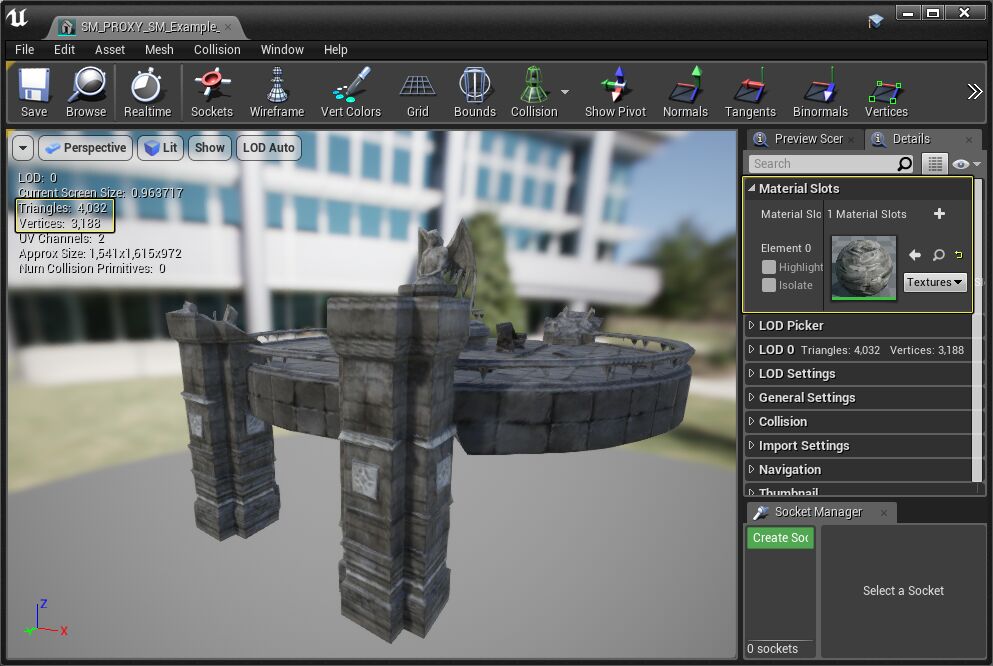 SM_PROXY_SM_Example_
File Edit Asset Mesh Collision Window Help
Save Browse Realtime Sockets Wireframe Vert Colors Grid Bounds Collision Show Pivot Normals Tangents Binormals Vertices
Perspective Lit Show LOD Auto
LOD: 0
Current Screen Size: 0.963717
Triangles: 4,032
Vertices: 3,188
UV Channels: 2
Approx Size: 1,541x1,615x972
Num Collision Primitives: 0
Z
Y X
Preview Scer Details
Search
Material Slots
Material Slo 1 Material Slots
Element 0
Highlight
Isolate
Textures
LOD Picker
LOD 0 Triangles: 4,032 Vertices: 3,188
LOD Settings
General Settings
Collision
Import Settings
Navigation
Thumbnail
Socket Manager
Create Soc
Select a Socket
0 sockets